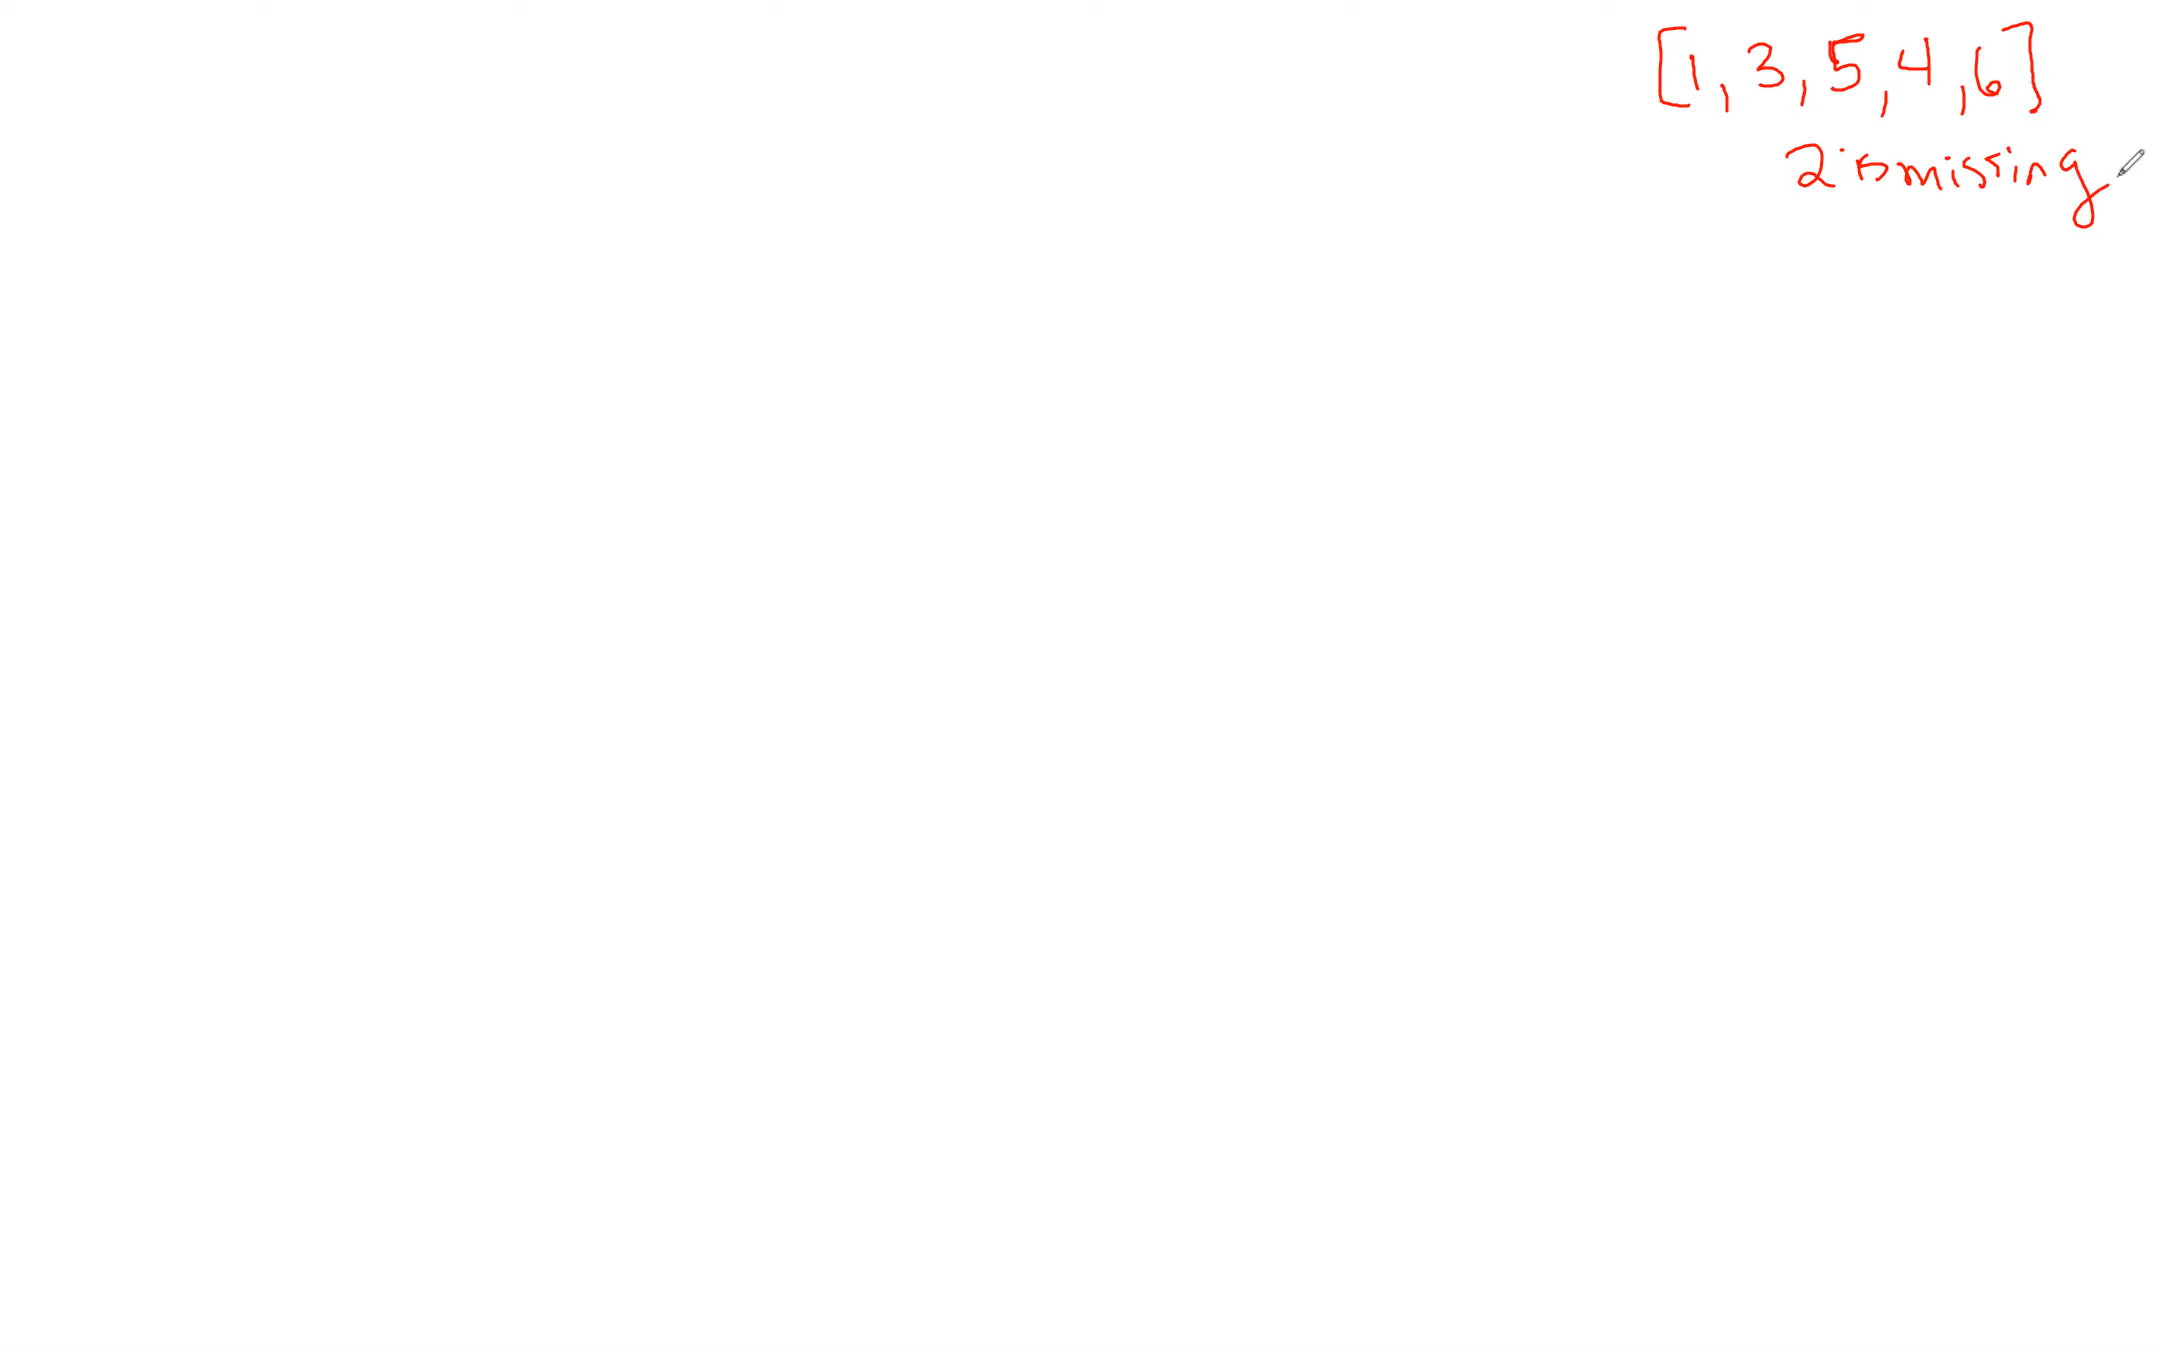 [1, 3, 5, 4, 6]
2 is missing